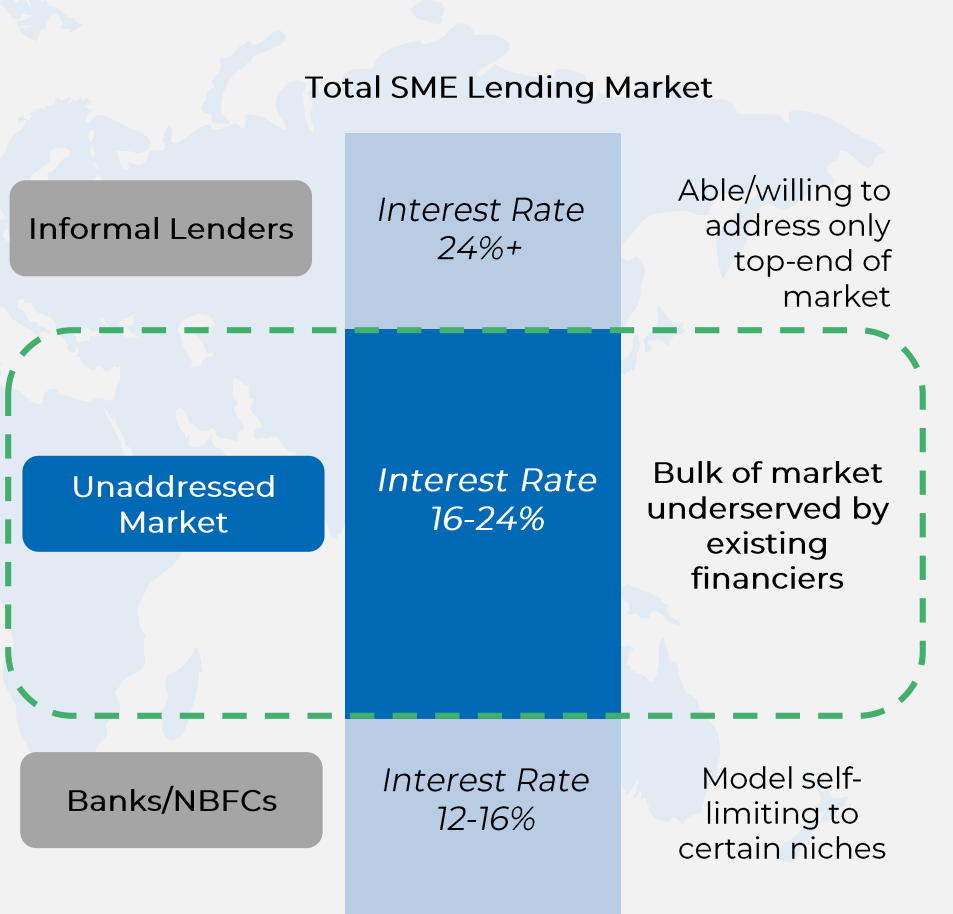 Total SME Lending Market
Informal Lenders
Interest Rate
24%+
Able/willing to
address only
top-end of
market
Unaddressed
Market
Interest Rate
16-24%
Bulk of market
underserved by
existing
financiers
Banks/NBFCs
Interest Rate
12-16%
Model self-
limiting to
certain niches